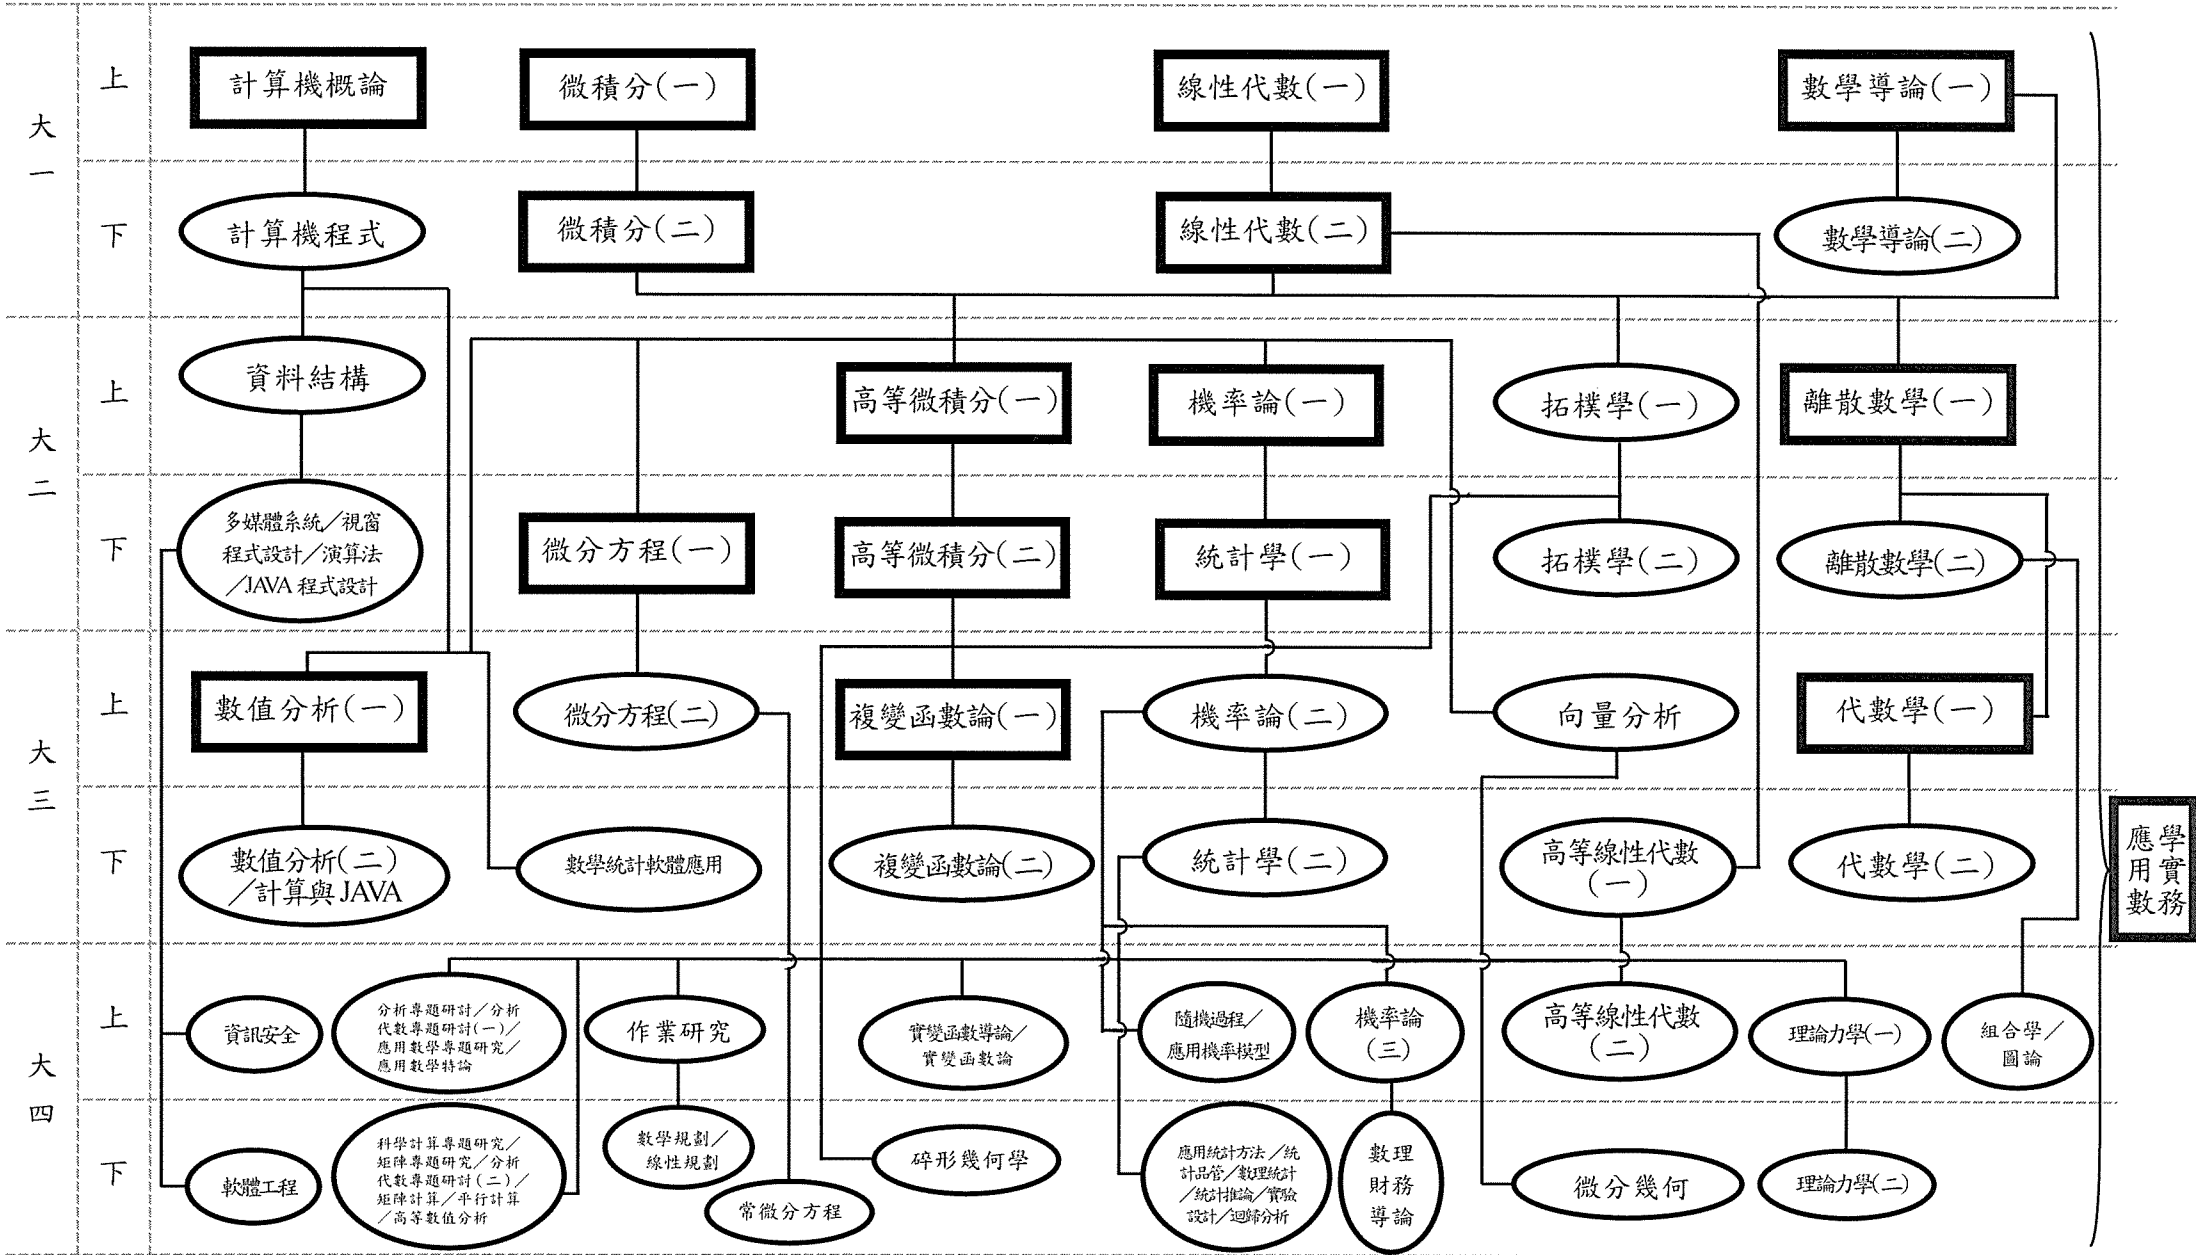 大一
上
計算機概論
微積分(一)
線性代數(一)
數學導論(一)
下
計算機程式
微積分(二)
線性代數(二)
數學導論(二)
大二
上
資料結構
高等微積分(一)
機率論(一)
拓樸學(一)
離散數學(一)
下
多媒體系統／視窗
程式設計／演算法
／JAVA 程式設計
微分方程(一)
高等微積分(二)
統計學(一)
拓樸學(二)
離散數學(二)
大三
上
數值分析(一)
微分方程(二)
複變函數論(一)
機率論(二)
向量分析
代數學(一)
下
數值分析(二)
／計算與JAVA
數學統計軟體應用
複變函數論(二)
統計學(二)
高等線性代數
(一)
代數學(二)
大四
上
資訊安全
分析專題研討／分析
代數專題研討(一)／
應用數學專題研究／
應用數學特論
作業研究
實變函數導論／
實變函數論
隨機過程／
應用機率模型
機率論
(三)
高等線性代數
(二)
理論力學(一)
組合學／
圖論
下
軟體工程
科學計算專題研究／
矩陣專題研究／分析
代數專題研討(二)／
矩陣計算／平行計算
／高等數值分析
數學規劃／
線性規劃
常微分方程
碎形幾何學
應用統計方法／統
計品管／數理統計
／統計推論／實驗
設計／迴歸分析
數理
財務
導論
微分幾何
理論力學(二)
學實務
應用數